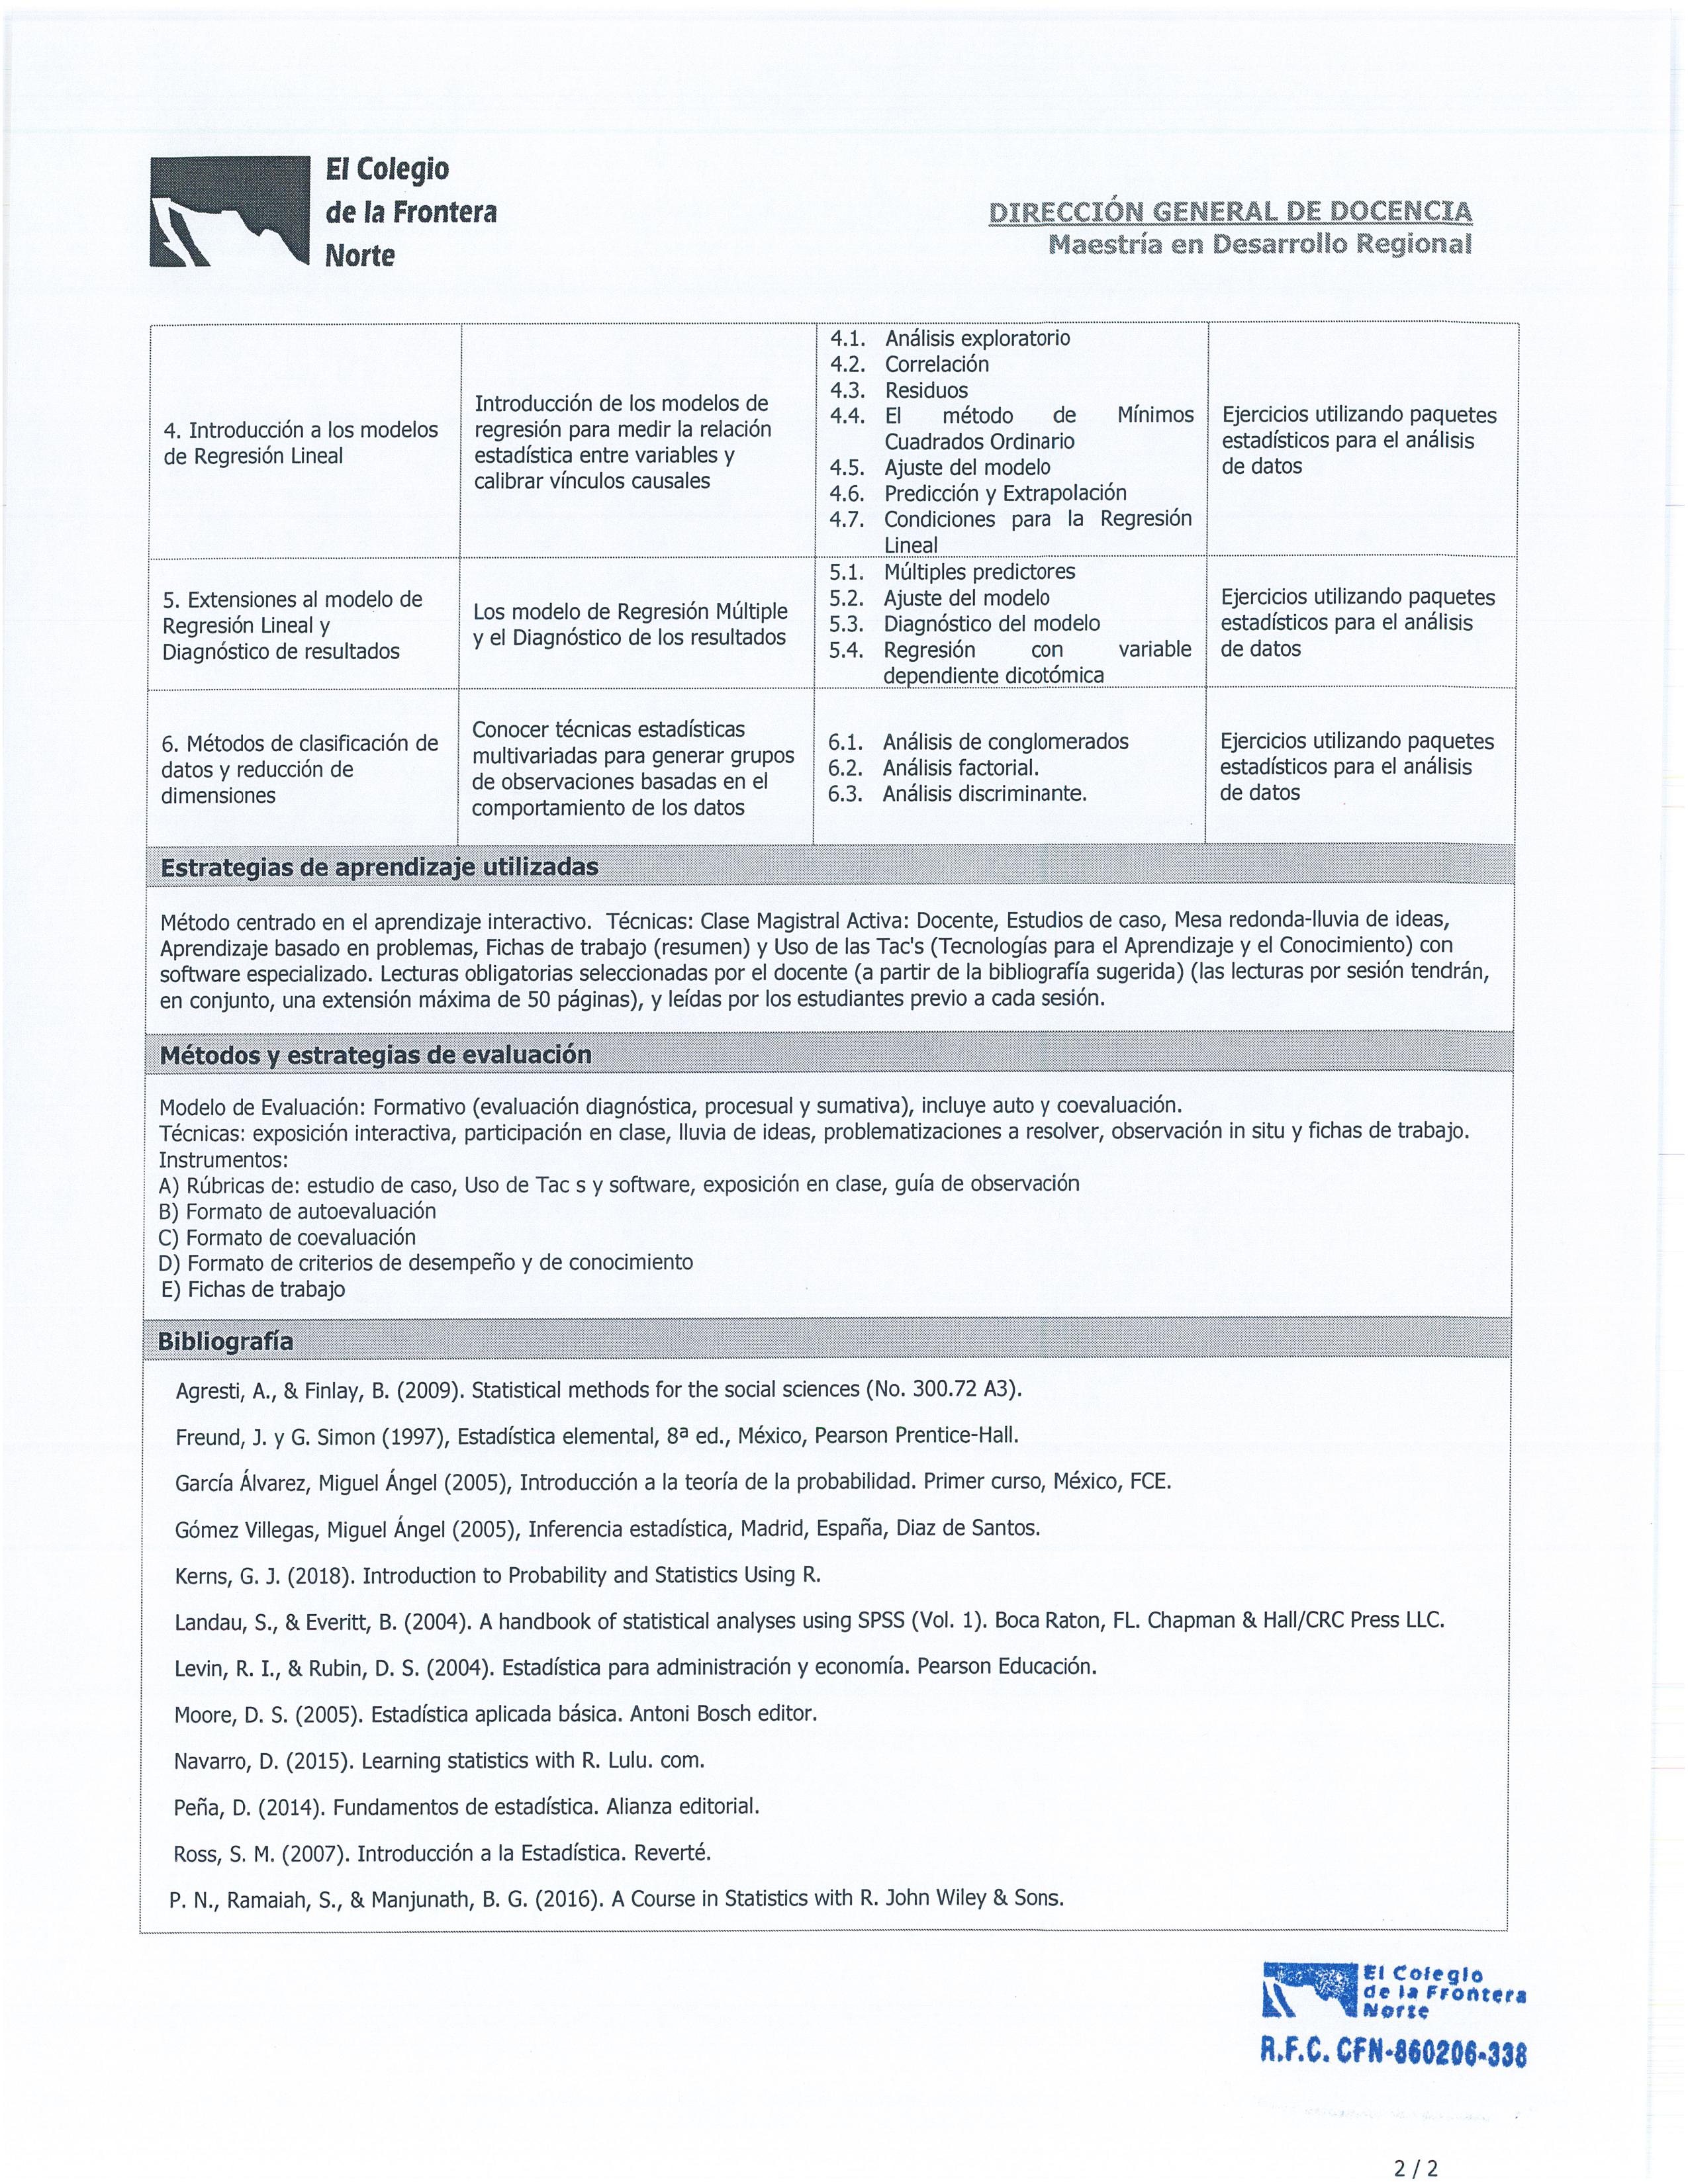 El Colegio
de la Frontera
Norte
DIRECCIÓN GENERAL DE DOCENCIA
Maestría en Desarrollo Regional
4. Introducción a los modelos
de Regresión Lineal
Introducción de los modelos de
regresión para medir la relación
estadística entre variables y
calibrar vínculos causales
4.1. Análisis exploratorio
4.2. Correlación
4.3. Residuos
4.4. El método de Mínimos
Cuadrados Ordinario
4.5. Ajuste del modelo
4.6. Predicción y Extrapolación
4.7. Condiciones para la Regresión
Lineal
Ejercicios utilizando paquetes
estadísticos para el análisis
de datos
5. Extensiones al modelo de
Regresión Lineal y
Diagnóstico de resultados
Los modelo de Regresión Múltiple
y el Diagnóstico de los resultados
5.1. Múltiples predictores
5.2. Ajuste del modelo
5.3. Diagnóstico del modelo
5.4. Regresión con variable
dependiente dicotómica
Ejercicios utilizando paquetes
estadísticos para el análisis
de datos
6. Métodos de clasificación de
datos y reducción de
dimensiones
Conocer técnicas estadísticas
multivariadas para generar grupos
de observaciones basadas en el
comportamiento de los datos
6.1. Análisis de conglomerados
6.2. Análisis factorial.
6.3. Análisis discriminante.
Ejercicios utilizando paquetes
estadísticos para el análisis
de datos
Estrategias de aprendizaje utilizadas
Método centrado en el aprendizaje interactivo. Técnicas: Clase Magistral Activa: Docente, Estudios de caso, Mesa redonda-lluvia de ideas,
Aprendizaje basado en problemas, Fichas de trabajo (resumen) y Uso de las Tac's (Tecnologías para el Aprendizaje y el Conocimiento) con
software especializado. Lecturas obligatorias seleccionadas por el docente (a partir de la bibliografía sugerida) (las lecturas por sesión tendrán,
en conjunto, una extensión máxima de 50 páginas), y leídas por los estudiantes previo a cada sesión.
Métodos y estrategias de evaluación
Modelo de Evaluación: Formativo (evaluación diagnóstica, procesual y sumativa), incluye auto y coevaluación.
Técnicas: exposición interactiva, participación en clase, lluvia de ideas, problematizaciones a resolver, observación in situ y fichas de trabajo.
Instrumentos:
A) Rúbricas de: estudio de caso, Uso de Tac s y software, exposición en clase, guía de observación
B) Formato de autoevaluación
C) Formato de coevaluación
D) Formato de criterios de desempeño y de conocimiento
E) Fichas de trabajo
Bibliografía
Agresti, A., & Finlay, B. (2009). Statistical methods for the social sciences (No. 300.72 A3).
Freund, J. y G. Simon (1997), Estadística elemental, 8ª ed., México, Pearson Prentice-Hall.
García Álvarez, Miguel Ángel (2005), Introducción a la teoría de la probabilidad. Primer curso, México, FCE.
Gómez Villegas, Miguel Ángel (2005), Inferencia estadística, Madrid, España, Diaz de Santos.
Kerns, G. J. (2018). Introduction to Probability and Statistics Using R.
Landau, S., & Everitt, B. (2004). A handbook of statistical analyses using SPSS (Vol. 1). Boca Raton, FL. Chapman & Hall/CRC Press LLC.
Levin, R. I., & Rubin, D. S. (2004). Estadística para administración y economía. Pearson Educación.
Moore, D. S. (2005). Estadística aplicada básica. Antoni Bosch editor.
Navarro, D. (2015). Learning statistics with R. Lulu. com.
Peña, D. (2014). Fundamentos de estadística. Alianza editorial.
Ross, S. M. (2007). Introducción a la Estadística. Reverté.
P. N., Ramaiah, S., & Manjunath, B. G. (2016). A Course in Statistics with R. John Wiley & Sons.
El Colegio
de la Frontera
Norte
R.F.C. CFN-860206-338
2 / 2